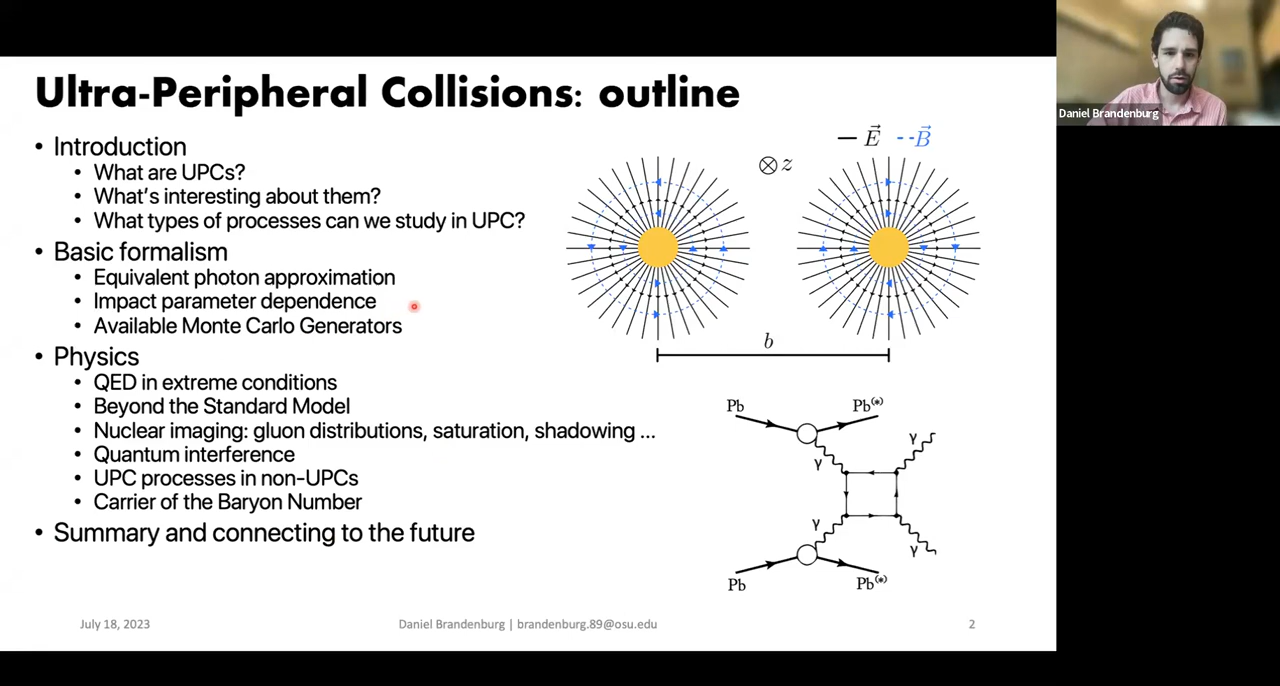 Ultra-Peripheral Collisions: outline
Daniel Brandenburg
• Introduction
• What are UPCs?
• What's interesting about them?
• What types of processes can we study in UPC?
• Basic formalism
• Equivalent photon approximation
• Impact parameter dependence
• Available Monte Carlo Generators
• Physics
• QED in extreme conditions
• Beyond the Standard Model
• Nuclear imaging: gluon distributions, saturation, shadowing ...
• Quantum interference
• UPC processes in non-UPCs
• Carrier of the Baryon Number
• Summary and connecting to the future
— E⃗ --B⃗
⊗ z
b
Pb Pb(*)
γ γ
γ γ
Pb Pb(*)
July 18, 2023 Daniel Brandenburg | brandenburg.89@osu.edu 2